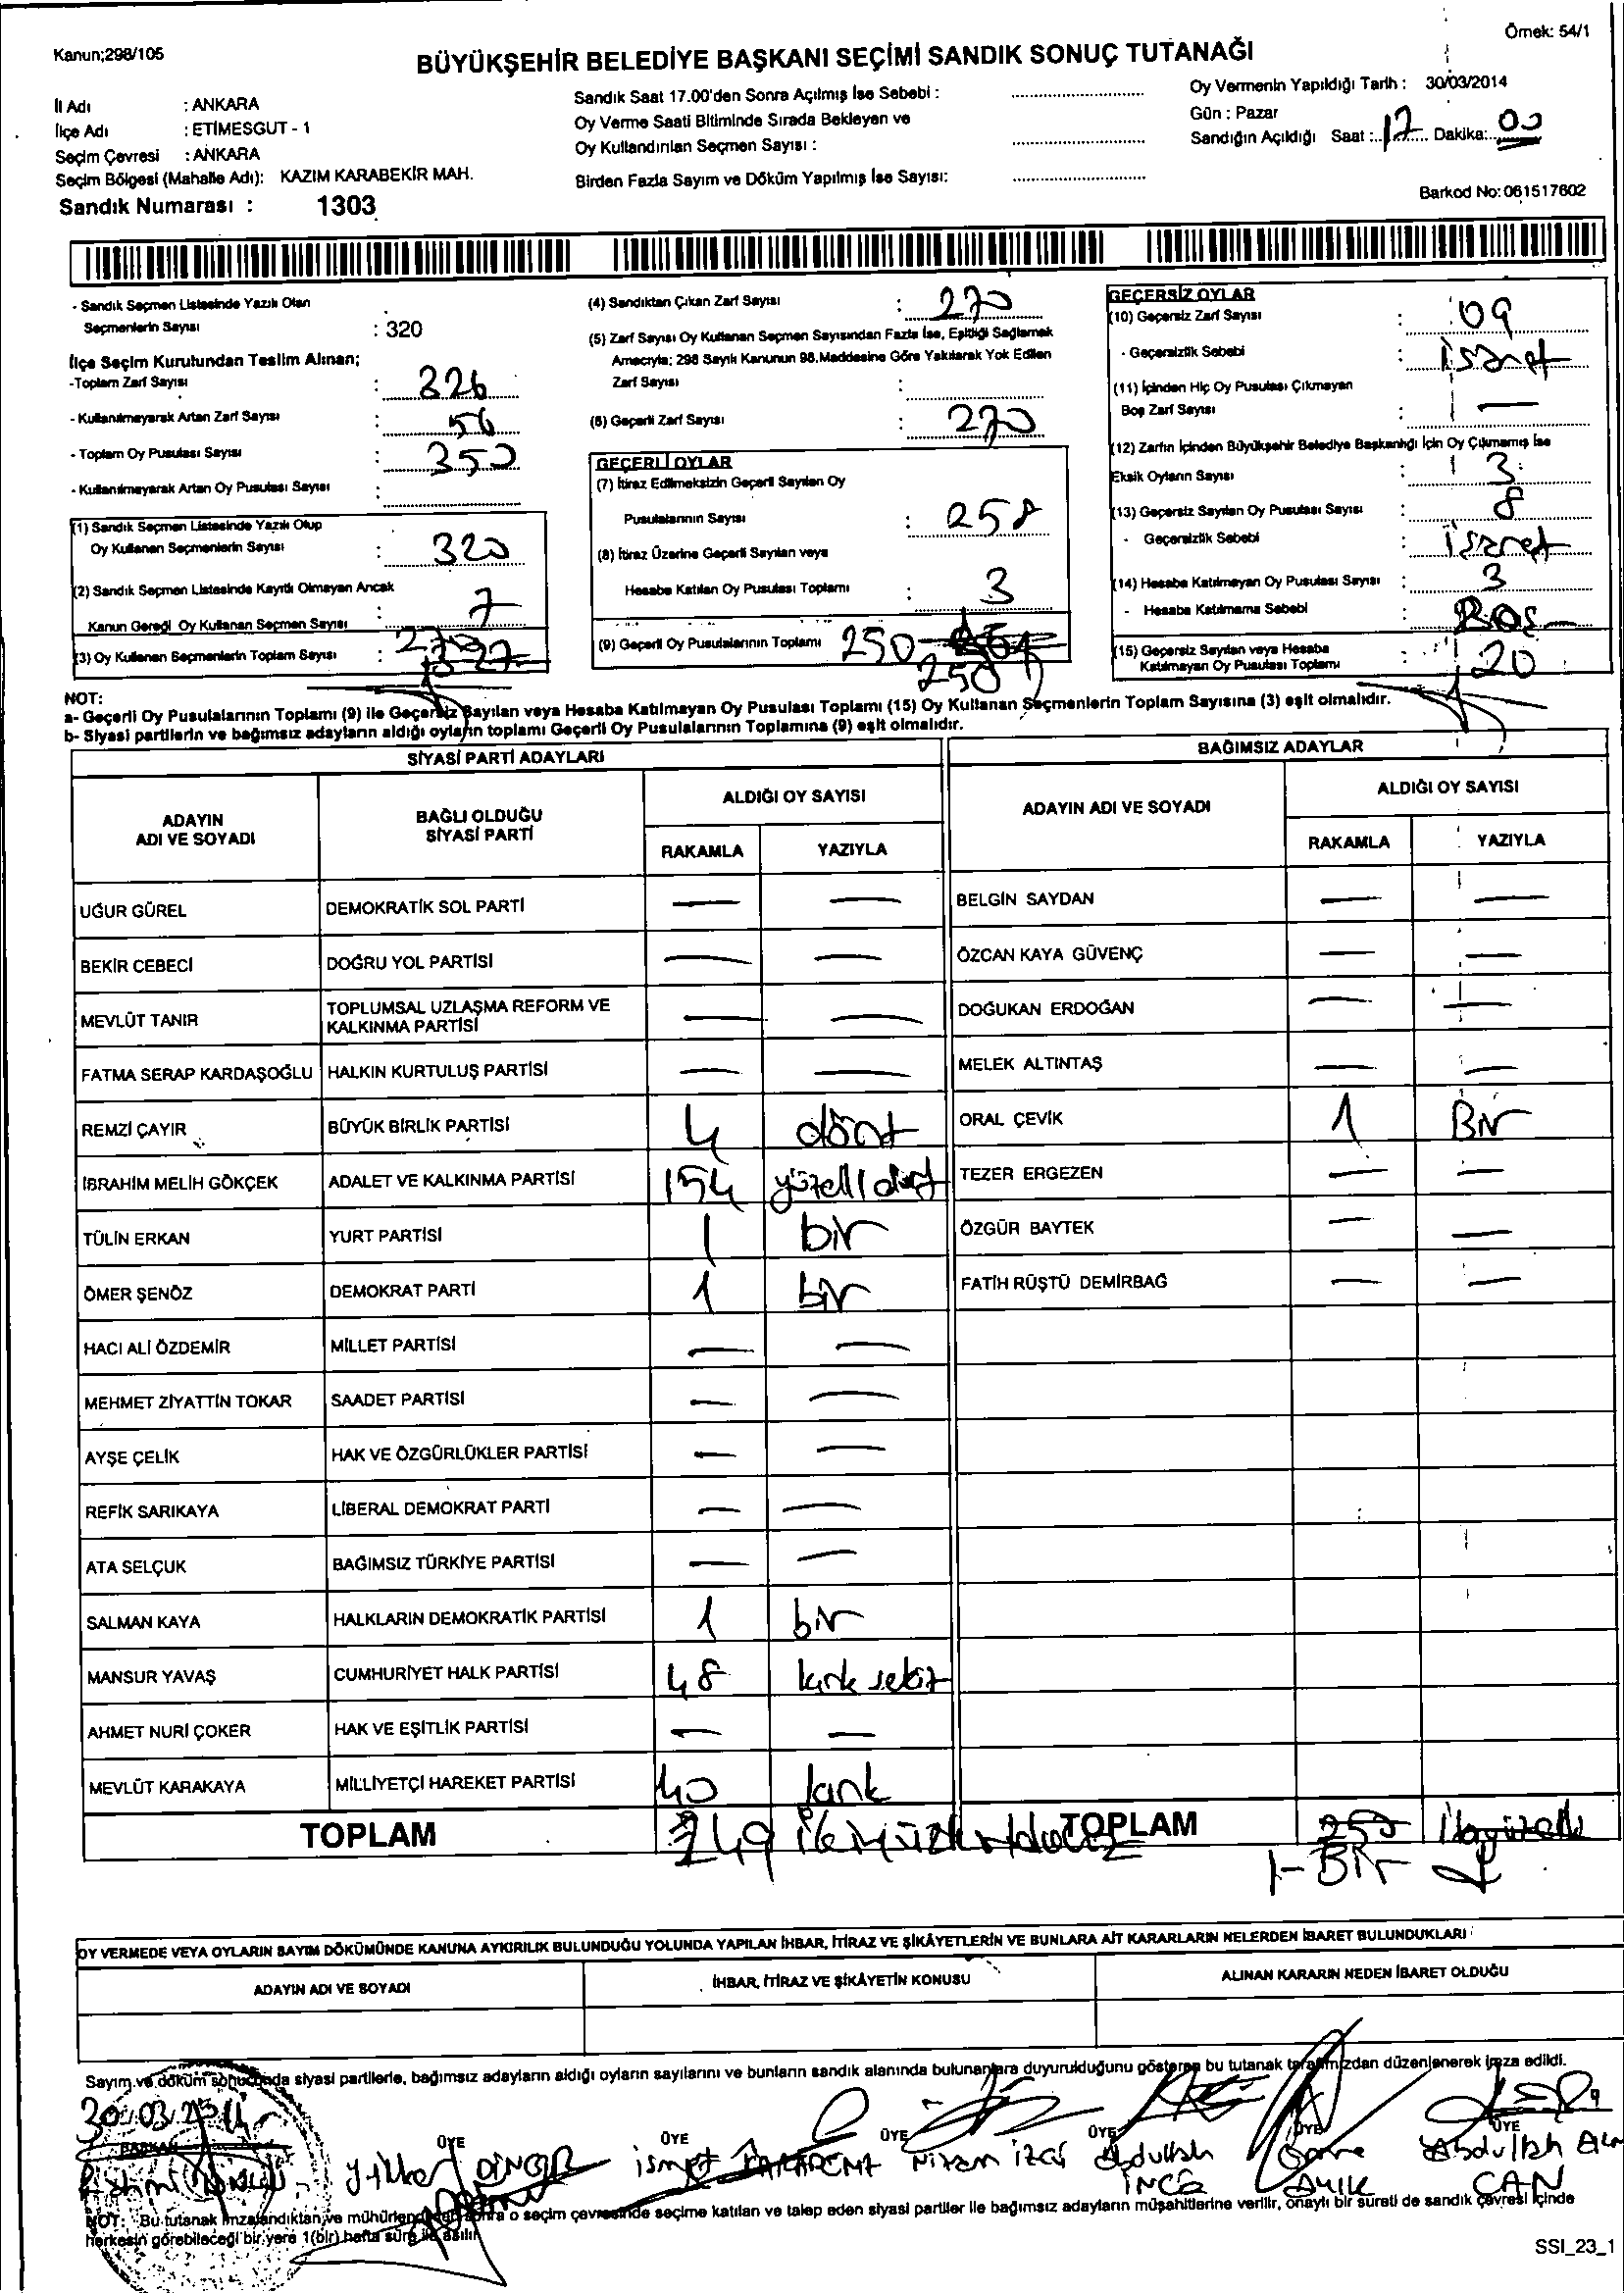 Kanun;298/105
Örnek: 54/1
BÜYÜKŞEHİR BELEDİYE BAŞKANI SEÇİMİ SANDIK SONUÇ TUTANAĞI
İl Adı : ANKARA
İlçe Adı : ETİMESGUT - 1
Seçim Çevresi : ANKARA
Seçim Bölgesi (Mahalle Adı): KAZIM KARABEKİR MAH.
Sandık Numarası : 1303
Sandık Saat 17.00'den Sonra Açılmış İse Sebebi :
Oy Verme Saati Bitiminde Sırada Bekleyen ve
Oy Kullandırılan Seçmen Sayısı :
Birden Fazla Sayım ve Döküm Yapılmış İse Sayısı:
Oy Vermenin Yapıldığı Tarih : 30/03/2014
Gün : Pazar
Sandığın Açıldığı Saat : 17 Dakika: 00
Barkod No: 061517602
- Sandık Seçmen Listesinde Yazılı Olan
Seçmenlerin Sayısı : 320
İlçe Seçim Kurulundan Teslim Alınan;
-Toplam Zarf Sayısı : 326
- Kullanılmayarak Artan Zarf Sayısı : 56
- Toplam Oy Pusulası Sayısı : 350
- Kullanılmayarak Artan Oy Pusulası Sayısı :
(1) Sandık Seçmen Listesinde Yazılı Olup
Oy Kullanan Seçmenlerin Sayısı : 320
(2) Sandık Seçmen Listesinde Kayıtlı Olmayan Ancak
Kanun Gereği Oy Kullanan Seçmen Sayısı : 7
(3) Oy Kullanan Seçmenlerin Toplam Sayısı :
(4) Sandıktan Çıkan Zarf Sayısı : 270
(5) Zarf Sayısı Oy Kullanan Seçmen Sayısından Fazla İse, Eşitliği Sağlamak
Amacıyla; 298 Sayılı Kanunun 98.Maddesine Göre Yakılarak Yok Edilen
Zarf Sayısı :
(6) Geçerli Zarf Sayısı : 270
GEÇERLİ OYLAR
(7) İtiraz Edilmeksizin Geçerli Sayılan Oy
Pusulalarının Sayısı : 258
(8) İtiraz Üzerine Geçerli Sayılan veya
Hesaba Katılan Oy Pusulası Toplamı : 3
(9) Geçerli Oy Pusulalarının Toplamı 250
250
GEÇERSİZ OYLAR
(10) Geçersiz Zarf Sayısı : 09
- Geçersizlik Sebebi : işaret
(11) İçinden Hiç Oy Pusulası Çıkmayan
Boş Zarf Sayısı : —
(12) Zarfın İçinden Büyükşehir Belediye Başkanlığı İçin Oy Çıkmamış İse
Eksik Oyların Sayısı : 3
(13) Geçersiz Sayılan Oy Pusulası Sayısı : 8
- Geçersizlik Sebebi : işaret
(14) Hesaba Katılmayan Oy Pusulası Sayısı : 3
- Hesaba Katılmama Sebebi : Boş
(15) Geçersiz Sayılan veya Hesaba
Katılmayan Oy Pusulası Toplamı : 20
NOT:
a- Geçerli Oy Pusulalarının Toplamı (9) ile Geçersiz Sayılan veya Hesaba Katılmayan Oy Pusulası Toplamı (15) Oy Kullanan Seçmenlerin Toplam Sayısına (3) eşit olmalıdır.
b- Siyasi partilerin ve bağımsız adayların aldığı oyların toplamı Geçerli Oy Pusulalarının Toplamına (9) eşit olmalıdır.
SİYASİ PARTİ ADAYLARI
ADAYIN ADI VE SOYADI
BAĞLI OLDUĞU SİYASİ PARTİ
ALDIĞI OY SAYISI
RAKAMLA YAZIYLA
UĞUR GÜREL DEMOKRATİK SOL PARTİ — —
BEKİR CEBECİ DOĞRU YOL PARTİSİ — —
MEVLÜT TANIR TOPLUMSAL UZLAŞMA REFORM VE KALKINMA PARTİSİ — —
FATMA SERAP KARDAŞOĞLU HALKIN KURTULUŞ PARTİSİ — —
REMZİ ÇAYIR BÜYÜK BİRLİK PARTİSİ 4 dört
İBRAHİM MELİH GÖKÇEK ADALET VE KALKINMA PARTİSİ 154 yüzelli dört
TÜLİN ERKAN YURT PARTİSİ 1 bir
ÖMER ŞENÖZ DEMOKRAT PARTİ 1 bir
HACI ALİ ÖZDEMİR MİLLET PARTİSİ — —
MEHMET ZİYATTİN TOKAR SAADET PARTİSİ — —
AYŞE ÇELİK HAK VE ÖZGÜRLÜKLER PARTİSİ — —
REFİK SARIKAYA LİBERAL DEMOKRAT PARTİ — —
ATA SELÇUK BAĞIMSIZ TÜRKİYE PARTİSİ — —
SALMAN KAYA HALKLARIN DEMOKRATİK PARTİSİ 1 bir
MANSUR YAVAŞ CUMHURİYET HALK PARTİSİ 48 kırk sekiz
AHMET NURİ ÇOKER HAK VE EŞİTLİK PARTİSİ — —
MEVLÜT KARAKAYA MİLLİYETÇİ HAREKET PARTİSİ 40 kırk
TOPLAM 249 ikiyüzkırkdokuz
BAĞIMSIZ ADAYLAR
ADAYIN ADI VE SOYADI
ALDIĞI OY SAYISI
RAKAMLA YAZIYLA
BELGİN SAYDAN — —
ÖZCAN KAYA GÜVENÇ — —
DOĞUKAN ERDOĞAN — —
MELEK ALTINTAŞ — —
ORAL ÇEVİK 1 Bir
TEZER ERGEZEN — —
ÖZGÜR BAYTEK — —
FATİH RÜŞTÜ DEMİRBAĞ — —
TOPLAM 250 ikiyüzelli
1- Bir
OY VERMEDE VEYA OYLARIN SAYIM DÖKÜMÜNDE KANUNA AYKIRILIK BULUNDUĞU YOLUNDA YAPILAN İHBAR, İTİRAZ VE ŞİKÂYETLERİN VE BUNLARA AİT KARARLARIN NELERDEN İBARET BULUNDUKLARI
ADAYIN ADI VE SOYADI
İHBAR, İTİRAZ VE ŞİKÂYETİN KONUSU
ALINAN KARARIN NEDEN İBARET OLDUĞU
Sayım ve döküm sonucunda siyasi partilerle, bağımsız adayların aldığı oyların sayılarını ve bunların sandık alanında bulunanlara duyurulduğunu gösteren bu tutanak tarafımızdan düzenlenerek imza edildi.
30.03.2014
BAŞKAN ÜYE ÜYE ÜYE ÜYE ÜYE ÜYE
DİNÇER İsmet Nizam İZCİ Abdullah İNCE Abdullah CAN
NOT: Bu tutanak imzalandıktan ve mühürlendikten sonra o seçim çevresinde seçime katılan ve talep eden siyasi partiler ile bağımsız adayların müşahitlerine verilir, onaylı bir sureti de sandık çevresi içinde
herkesin görebileceği bir yere 1(bir) hafta süre ile asılır.
SSI_23_1